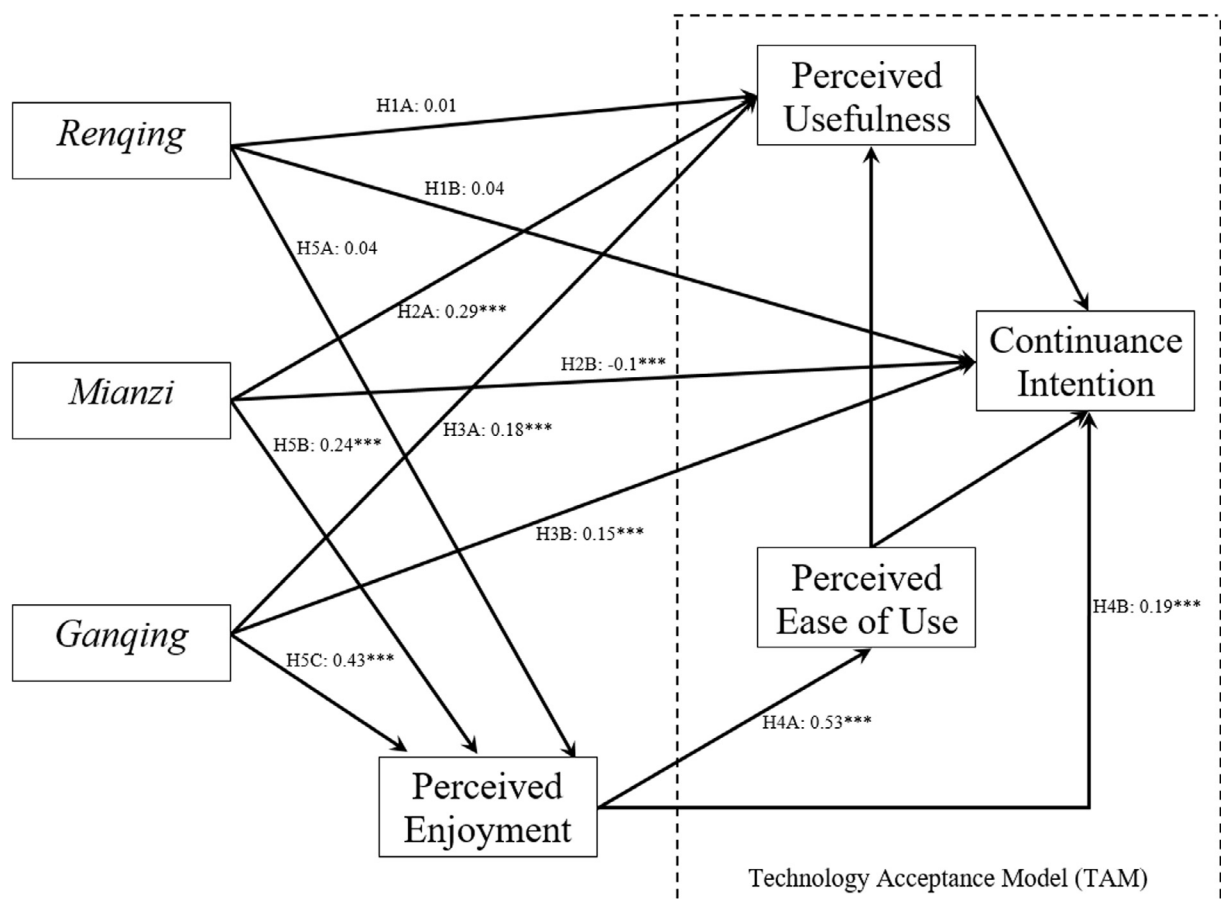 Perceived
Usefulness
Renqing
H1A: 0.01
H1B: 0.04
H5A: 0.04
H2A: 0.29***
Continuance
Intention
Mianzi
H2B: -0.1***
H5B: 0.24***
H3A: 0.18***
H3B: 0.15***
Perceived
Ease of Use
Ganqing
H4B: 0.19***
H5C: 0.43***
H4A: 0.53***
Perceived
Enjoyment
Technology Acceptance Model (TAM)